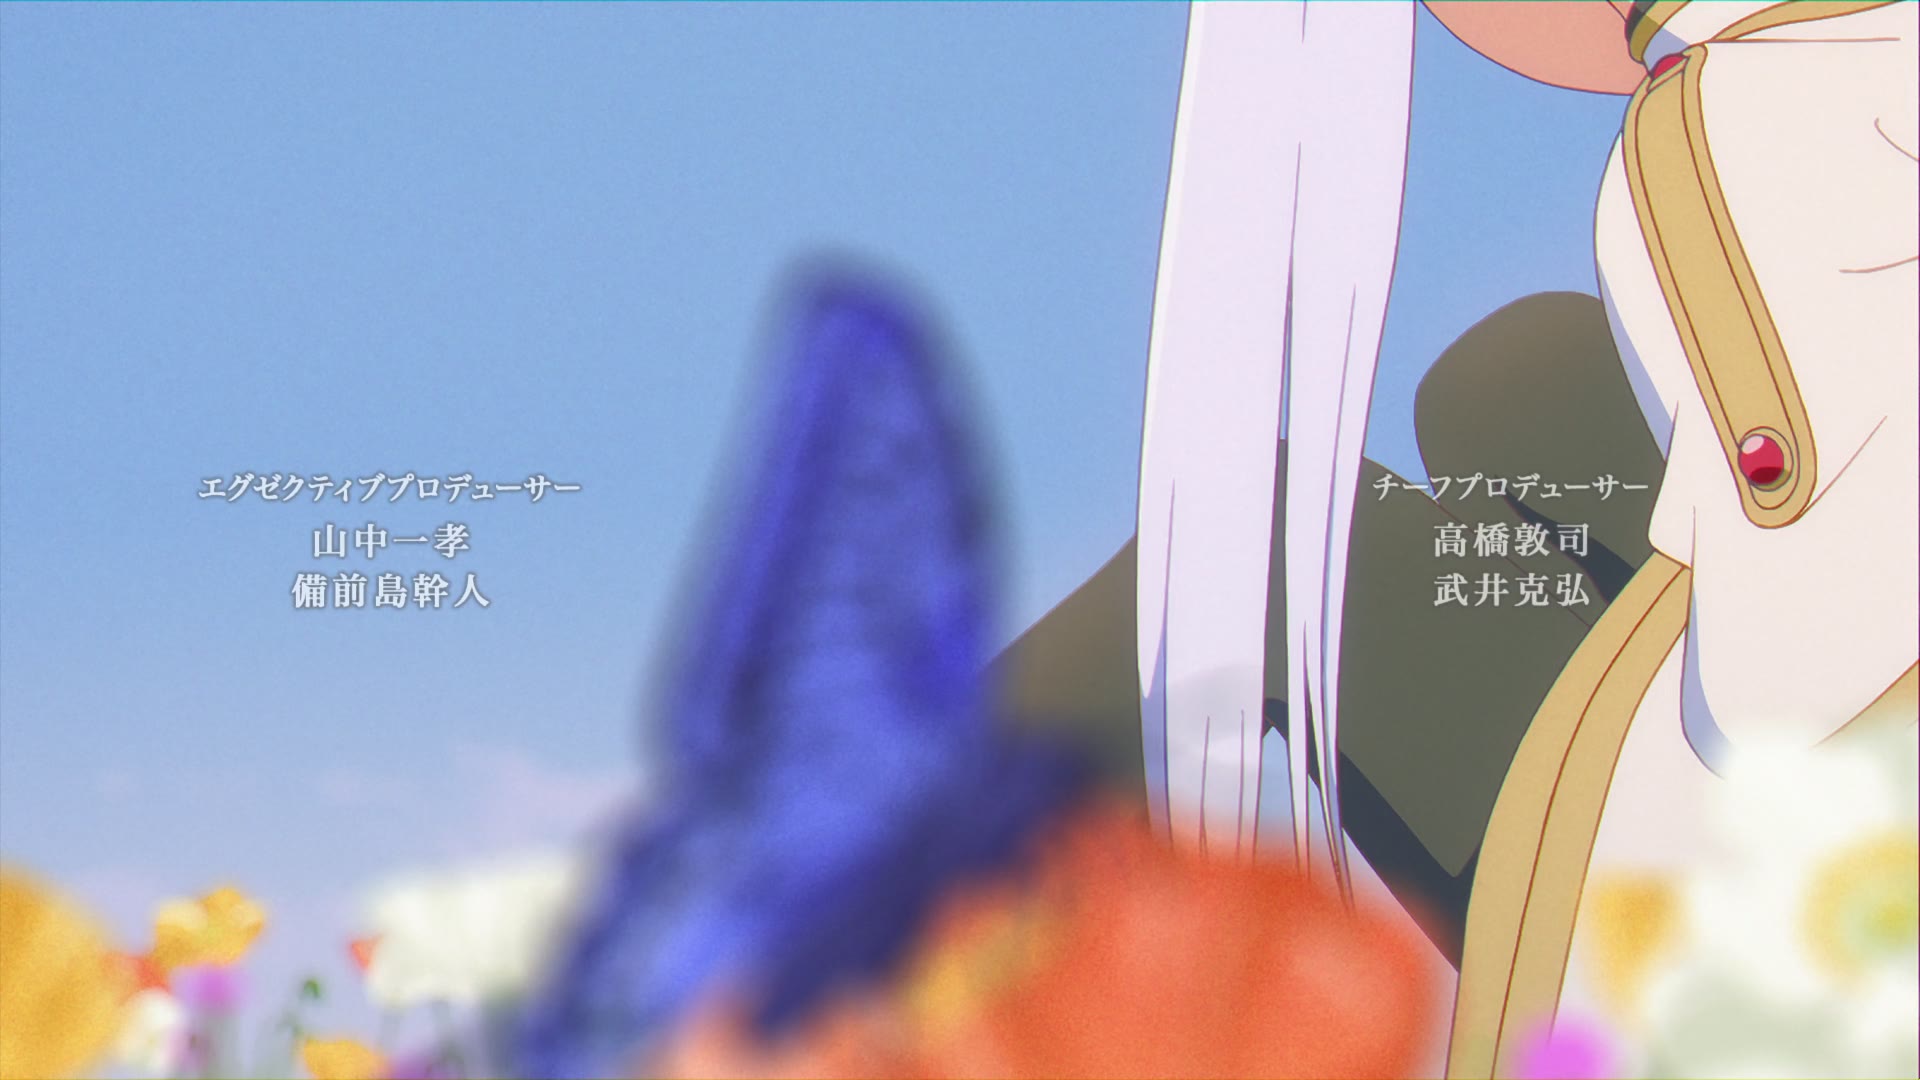 エグゼクティブプロデューサー
山中一孝
備前島幹人
チーフプロデューサー
高橋敦司
武井克弘